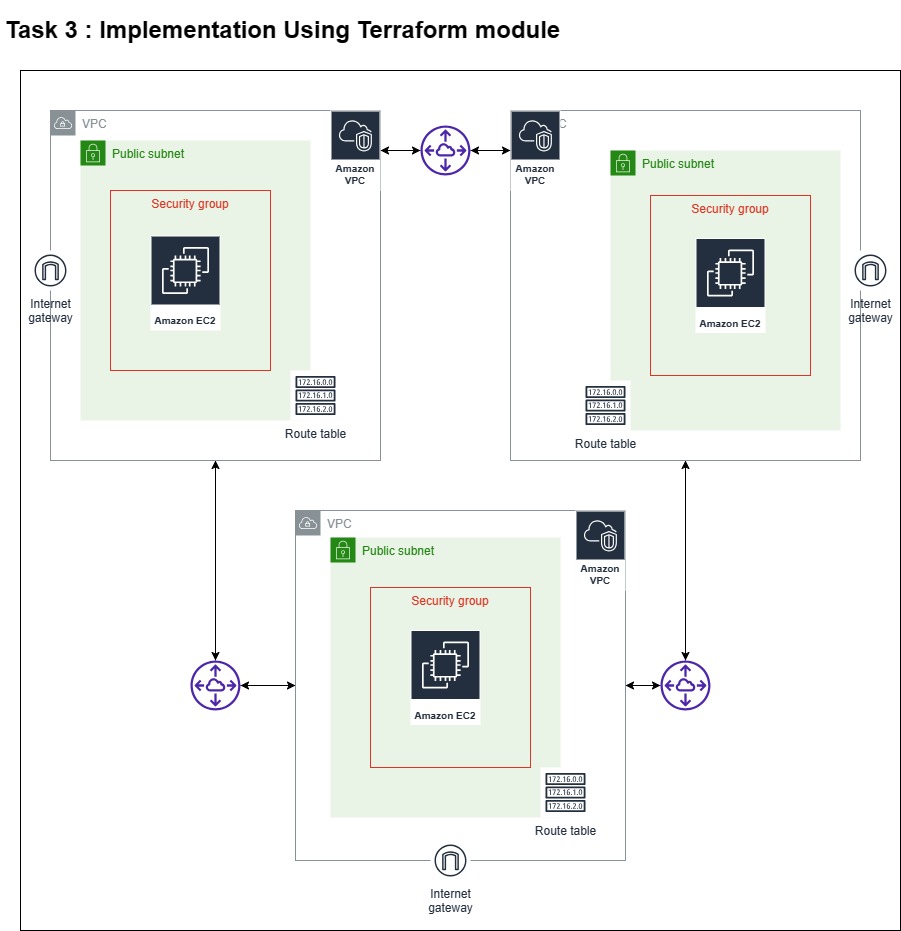 Task 3 : Implementation Using Terraform module
VPC
Public subnet
Security group
Amazon EC2
Amazon
VPC
Internet
gateway
172.16.0.0
172.16.1.0
172.16.2.0
Route table
C
Amazon
VPC
Public subnet
Security group
Amazon EC2
Internet
gateway
172.16.0.0
172.16.1.0
172.16.2.0
Route table
VPC
Public subnet
Security group
Amazon EC2
Amazon
VPC
172.16.0.0
172.16.1.0
172.16.2.0
Route table
Internet
gateway